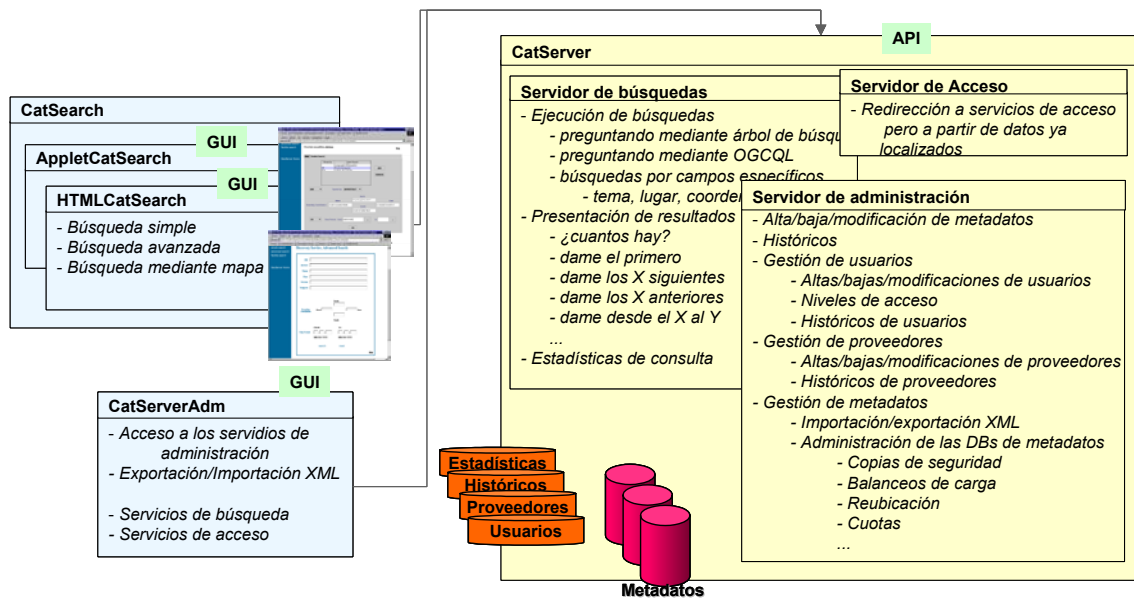 CatSearch
GUI
AppletCatSearch
GUI
HTMLCatSearch
- Búsqueda simple
- Búsqueda avanzada
- Búsqueda mediante mapa
GUI
CatServerAdm
- Acceso a los servidios de
administración
- Exportación/Importación XML
- Servicios de búsqueda
- Servicios de acceso
API
CatServer
Servidor de búsquedas
- Ejecución de búsquedas
- preguntando mediante árbol de búsqu
- preguntando mediante OGCQL
- búsquedas por campos específicos
- tema, lugar, coorden
- Presentación de resultados
- ¿cuantos hay?
- dame el primero
- dame los X siguientes
- dame los X anteriores
- dame desde el X al Y
...
- Estadísticas de consulta
Servidor de Acceso
- Redirección a servicios de acceso
pero a partir de datos ya
localizados
Servidor de administración
- Alta/baja/modificación de metadatos
- Históricos
- Gestión de usuarios
- Altas/bajas/modificaciones de usuarios
- Niveles de acceso
- Históricos de usuarios
- Gestión de proveedores
- Altas/bajas/modificaciones de proveedores
- Históricos de proveedores
- Gestión de metadatos
- Importación/exportación XML
- Administración de las DBs de metadatos
- Copias de seguridad
- Balanceos de carga
- Reubicación
- Cuotas
...
Estadísticas
Históricos
Proveedores
Usuarios
Metadatos